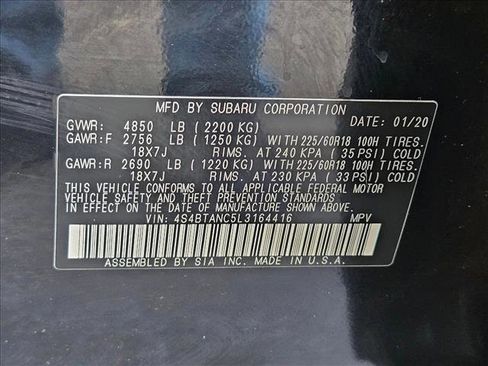 MFD BY SUBARU CORPORATION
GVWR: 4850 LB (2200 KG) DATE: 01/20
GAWR:F 2756 LB (1250 KG) WITH 225/60R18 100H TIRES.
18X7J RIMS. AT 240 KPA (35 PSI) COLD
GAWR:R 2690 LB (1220 KG) WITH 225/60R18 100H TIRES.
18X7J RIMS. AT 230 KPA (33 PSI) COLD
THIS VEHICLE CONFORMS TO ALL APPLICABLE FEDERAL MOTOR
VEHICLE SAFETY AND THEFT PREVENTION STANDARDS
IN EFFECT ON THE DATE OF MANUFACTURE SHOWN ABOVE.
VIN: 4S4BTANC5L3164416 MPV
ASSEMBLED BY SIA INC. MADE IN U.S.A.